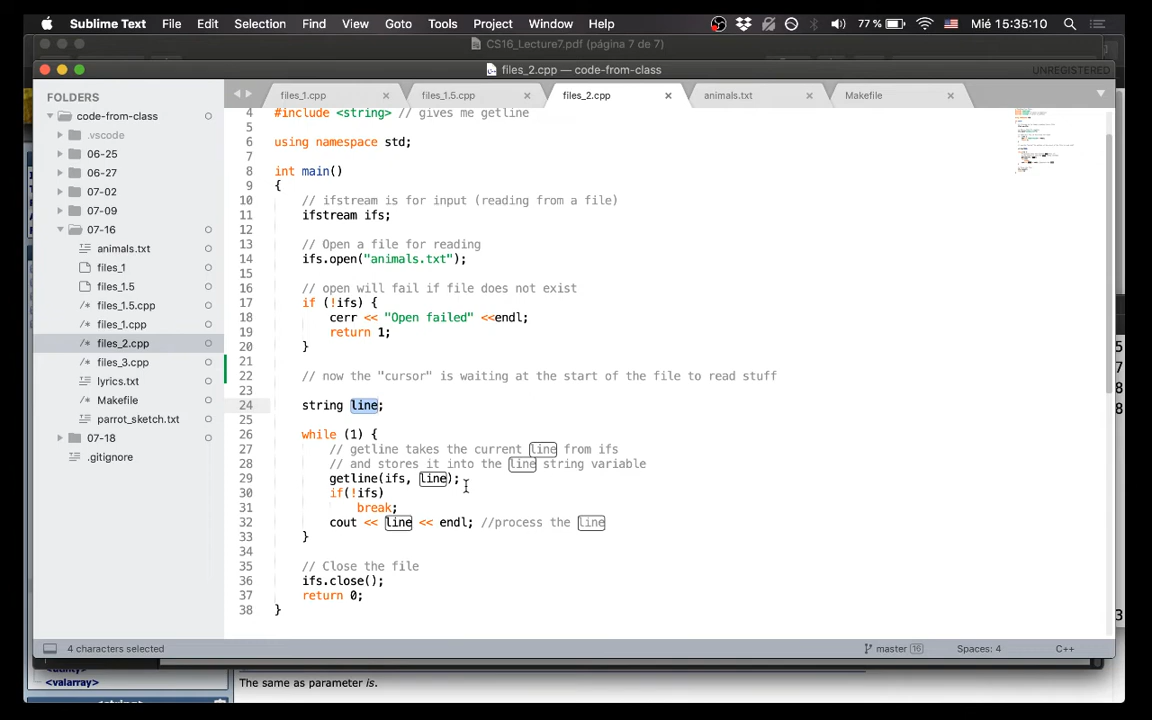 Sublime Text File Edit Selection Find View Goto Tools Project Window Help 77 % Mié 15:35:10
CS16_Lecture7.pdf (página 7 de 7)
files_2.cpp — code-from-class UNREGISTERED
FOLDERS
code-from-class
.vscode
06-25
06-27
07-02
07-09
07-16
animals.txt
files_1
files_1.5
files_1.5.cpp
files_1.cpp
files_2.cpp
files_3.cpp
lyrics.txt
Makefile
parrot_sketch.txt
07-18
.gitignore
files_1.cpp files_1.5.cpp files_2.cpp animals.txt Makefile
4 #include <string> // gives me getline
5
6 using namespace std;
7
8 int main()
9 {
10 // ifstream is for input (reading from a file)
11 ifstream ifs;
12
13 // Open a file for reading
14 ifs.open("animals.txt");
15
16 // open will fail if file does not exist
17 if (!ifs) {
18 cerr << "Open failed" <<endl;
19 return 1;
20 }
21
22 // now the "cursor" is waiting at the start of the file to read stuff
23
24 string line;
25
26 while (1) {
27 // getline takes the current line from ifs
28 // and stores it into the line string variable
29 getline(ifs, line);
30 if(!ifs)
31 break;
32 cout << line << endl; //process the line
33 }
34
35 // Close the file
36 ifs.close();
37 return 0;
38 }
5
7
8
8
3
4 characters selected master 16 Spaces: 4 C++
<valarray>
The same as parameter is.